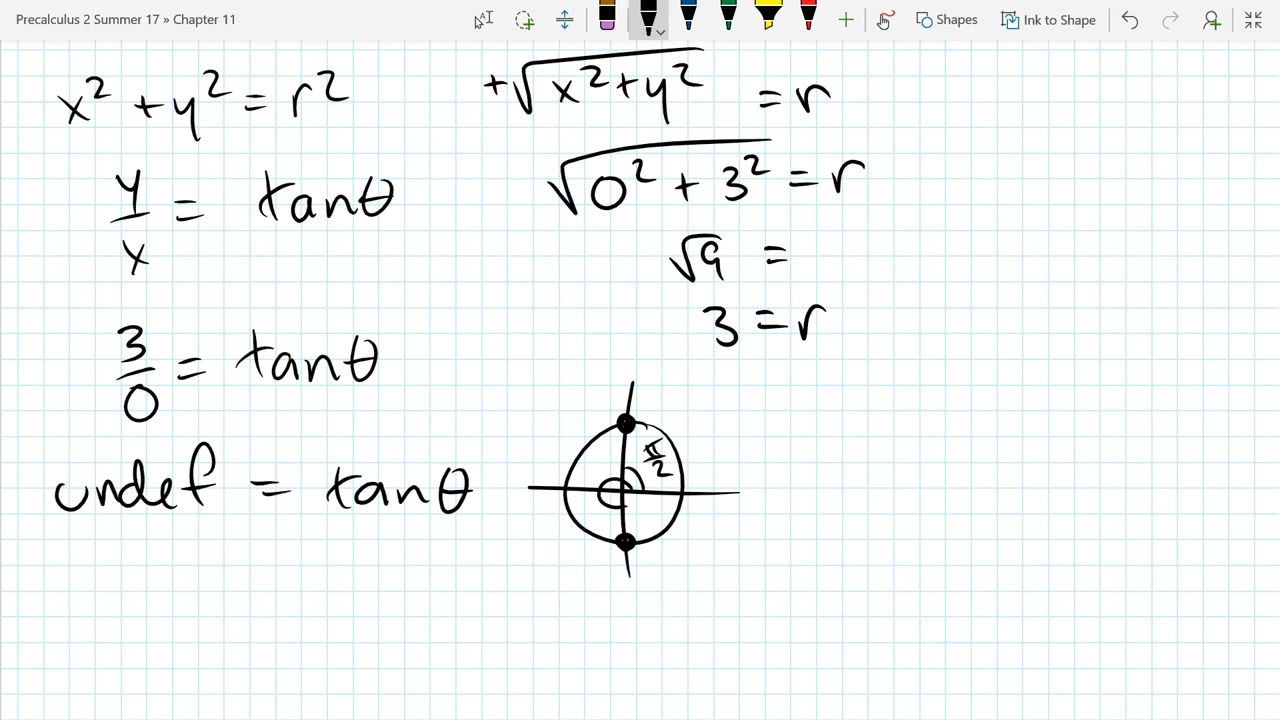 Precalculus 2 Summer 17 » Chapter 11
Shapes
Ink to Shape
x² + y² = r²
+√(x² + y²) = r
y/x = tanθ
√(0² + 3²) = r
√9 =
3 = r
3/0 = tanθ
undef = tanθ
π/2